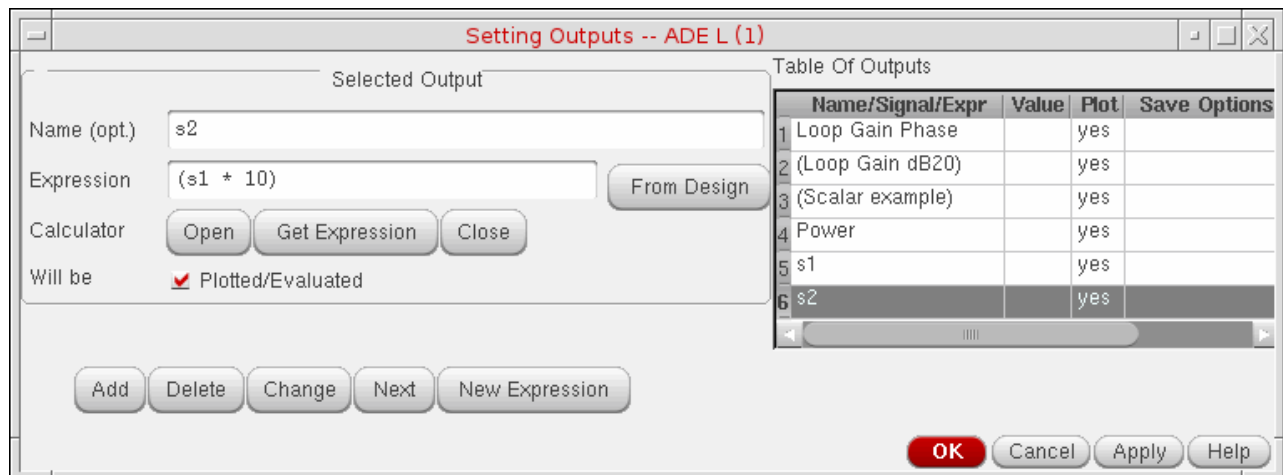 Setting Outputs -- ADE L (1)
Selected Output
Name (opt.) s2
Expression (s1 * 10) From Design
Calculator Open Get Expression Close
Will be Plotted/Evaluated
Add Delete Change Next New Expression
Table Of Outputs
Name/Signal/Expr Value Plot Save Options
1 Loop Gain Phase yes
2 (Loop Gain dB20) yes
3 (Scalar example) yes
4 Power yes
5 s1 yes
6 s2 yes
OK Cancel Apply Help